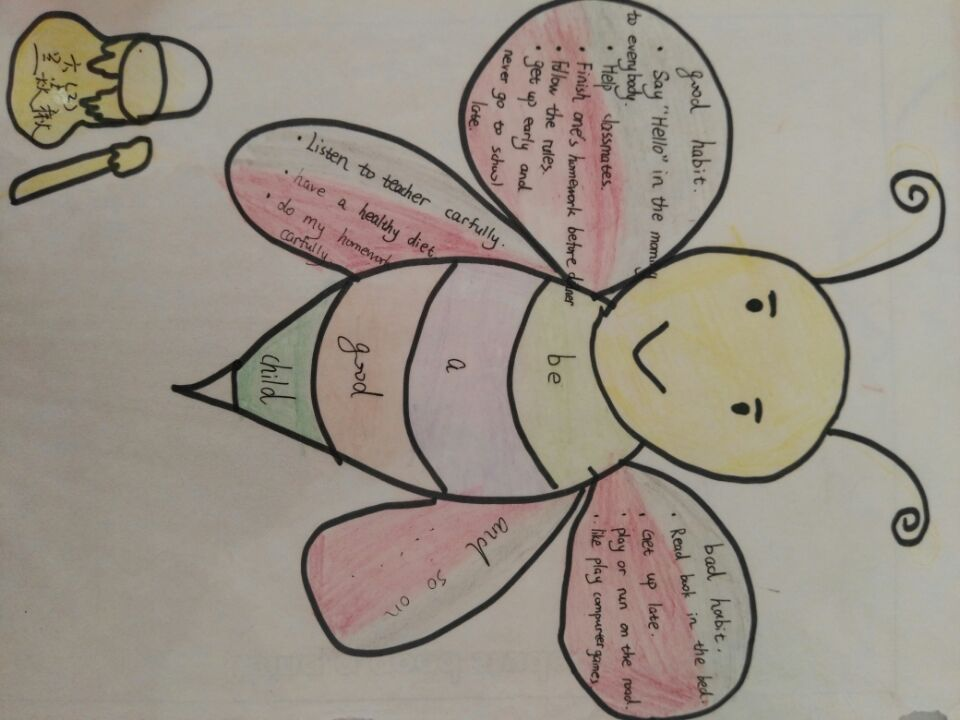 good habit.
• Say "Hello" in the morning
to everybody.
• Help classmates.
• Finish one's homework before dinner
• follow the rules.
• get up early and
never go to school
late.
• Listen to teacher carfully.
• have a healthy diet.
• do my homework
carfully.
be
a
good
child
bad habit.
• Read book in the bed.
• Get up late.
• play or run on the road.
• like play compurter games,
and
so on
六（2）